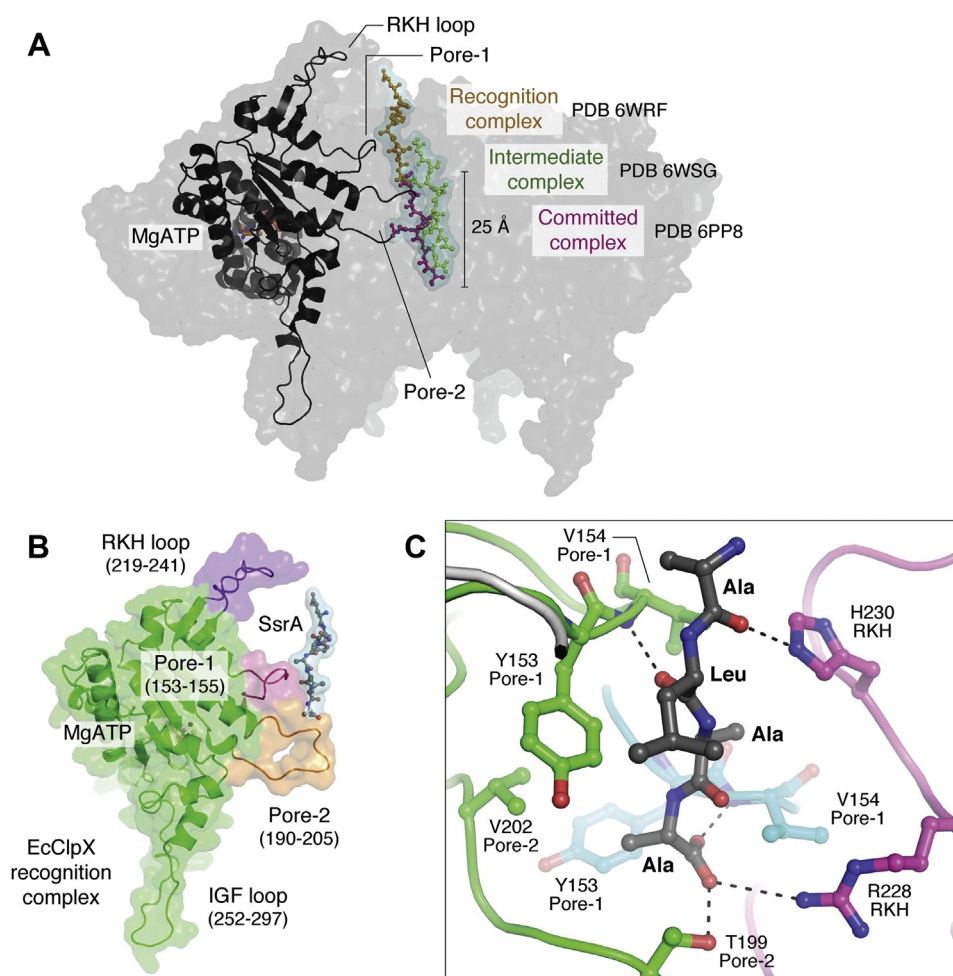 A
RKH loop
Pore-1
Recognition
complex
PDB 6WRF
Intermediate
complex
PDB 6WSG
Committed
complex
PDB 6PP8
25 Å
MgATP
Pore-2
B
RKH loop
(219-241)
SsrA
Pore-1
(153-155)
MgATP
Pore-2
(190-205)
EcClpX
recognition
complex
IGF loop
(252-297)
C
V154
Pore-1
Ala
H230
RKH
Y153
Pore-1
Leu
Ala
V202
Pore-2
V154
Pore-1
Y153
Pore-1
Ala
R228
RKH
T199
Pore-2